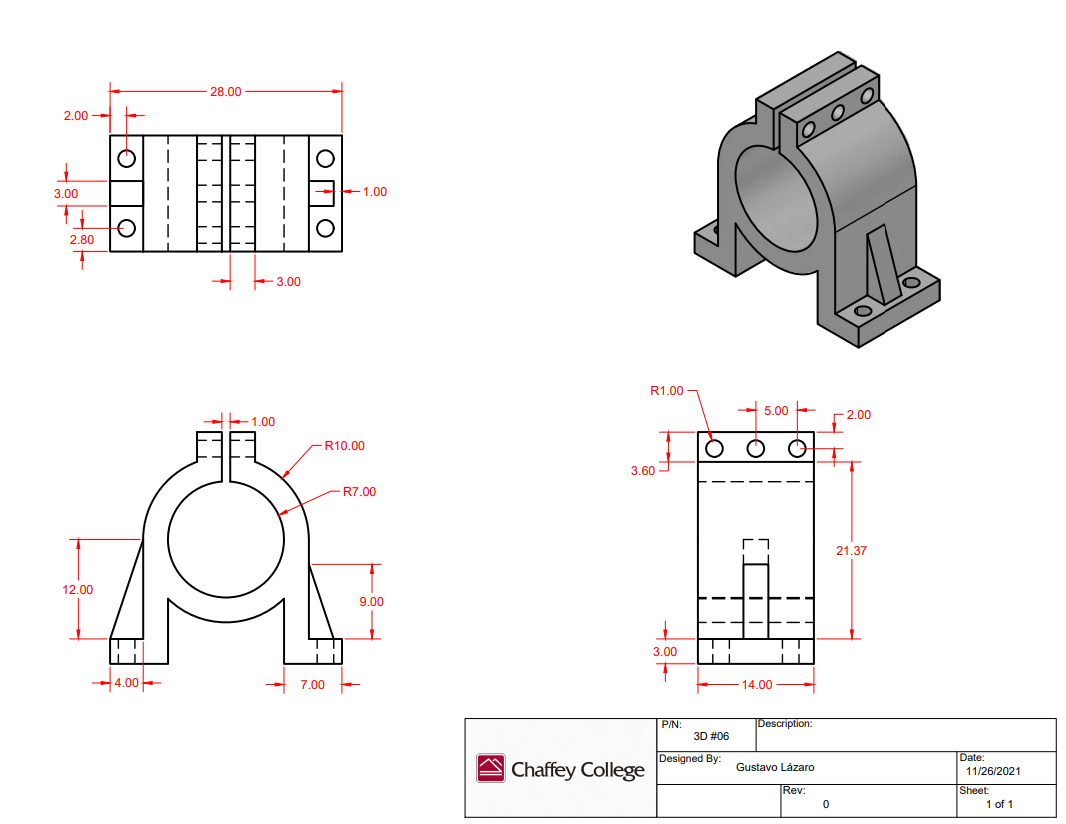 28.00
2.00
3.00
1.00
2.80
3.00
R1.00
5.00
2.00
1.00
3.60
R10.00
R7.00
21.37
12.00
9.00
3.00
4.00
7.00
14.00
P/N:
3D #06
Description:
Chaffey College
Designed By:
Gustavo Lázaro
Date:
11/26/2021
Rev:
0
Sheet:
1 of 1